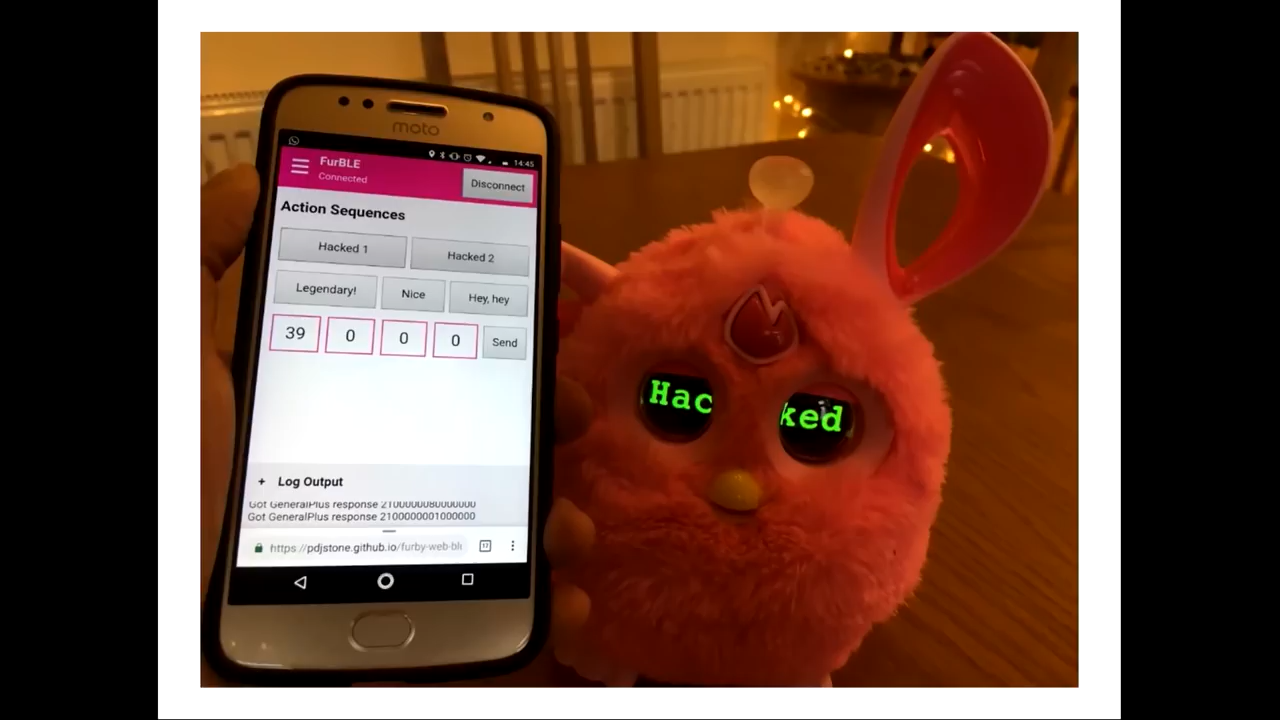 moto
14:45
FurBLE
Connected
Disconnect
Action Sequences
Hacked 1
Hacked 2
Legendary!
Nice
Hey, hey
39
0
0
0
Send
+ Log Output
Got GeneralPlus response 2100000080000000
Got GeneralPlus response 2100000001000000
https://pdjstone.github.io/furby-web-bl
17
Hac
ked